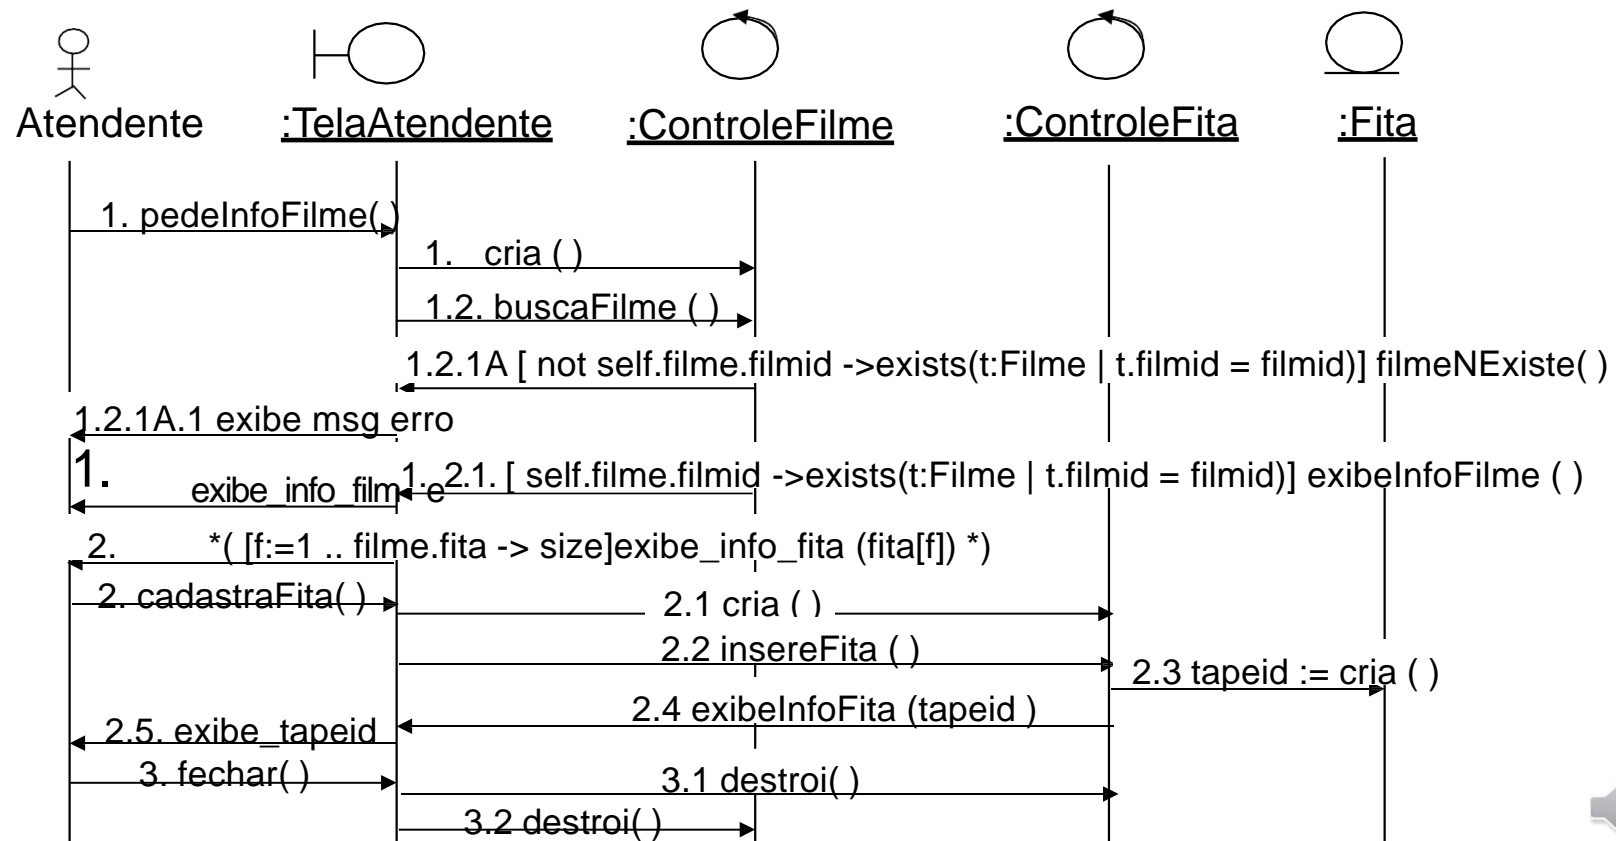 Atendente :TelaAtendente :ControleFilme :ControleFita :Fita
1. pedeInfoFilme( )
1. cria ( )
1.2. buscaFilme ( )
1.2.1A [ not self.filme.filmid ->exists(t:Filme | t.filmid = filmid)] filmeNExiste( )
1.2.1A.1 exibe msg erro
1. exibe_info_film e
1. 2.1. [ self.filme.filmid ->exists(t:Filme | t.filmid = filmid)] exibeInfoFilme ( )
2. *( [f:=1 .. filme.fita -> size]exibe_info_fita (fita[f]) *)
2. cadastraFita( )
2.1 cria ( )
2.2 insereFita ( )
2.3 tapeid := cria ( )
2.4 exibeInfoFita (tapeid )
2.5. exibe_tapeid
3. fechar( )
3.1 destroi( )
3.2 destroi( )